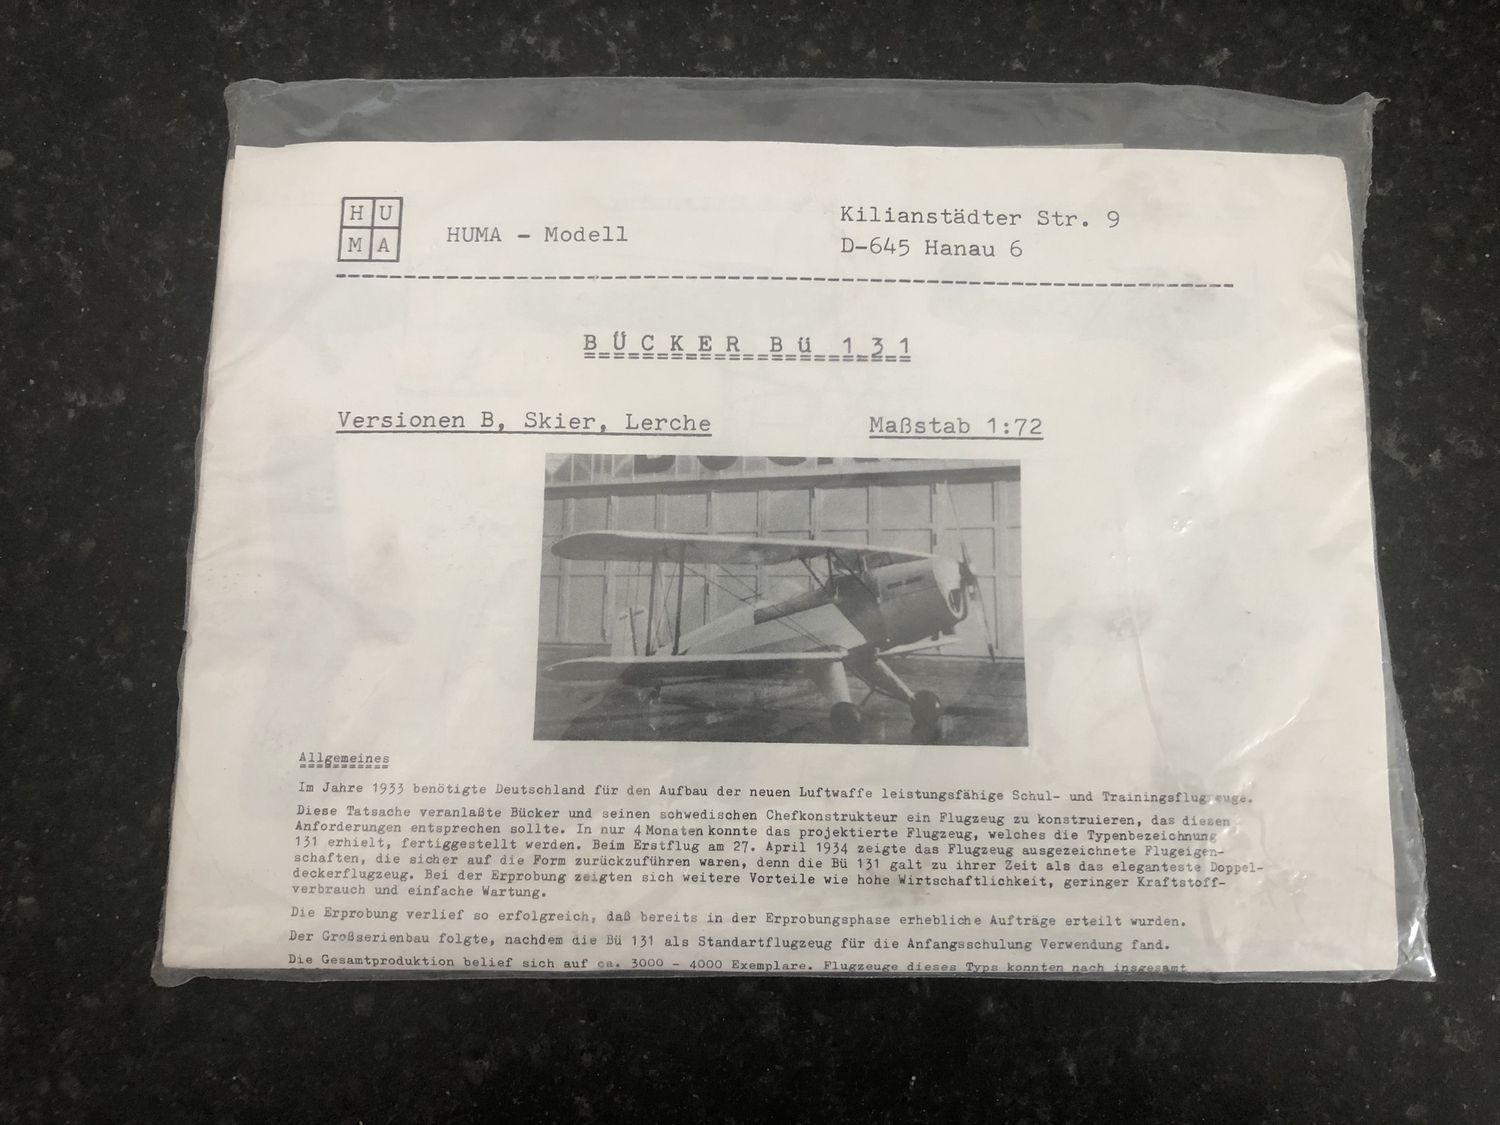 H U
M A
HUMA - Modell
Kilianstädter Str. 9
D-645 Hanau 6
BÜCKER Bü 131
Versionen B, Skier, Lerche
Maßstab 1:72
Allgemeines
Im Jahre 1933 benötigte Deutschland für den Aufbau der neuen Luftwaffe leistungsfähige Schul- und Trainingsflugzeuge.
Diese Tatsache veranlaßte Bücker und seinen schwedischen Chefkonstrukteur ein Flugzeug zu konstruieren, das diesen
Anforderungen entsprechen sollte. In nur 4 Monaten konnte das projektierte Flugzeug, welches die Typenbezeichnung
131 erhielt, fertiggestellt werden. Beim Erstflug am 27. April 1934 zeigte das Flugzeug ausgezeichnete Flugeigen-
schaften, die sicher auf die Form zurückzuführen waren, denn die Bü 131 galt zu ihrer Zeit als das eleganteste Doppel-
deckerflugzeug. Bei der Erprobung zeigten sich weitere Vorteile wie hohe Wirtschaftlichkeit, geringer Kraftstoff-
verbrauch und einfache Wartung.
Die Erprobung verlief so erfolgreich, daß bereits in der Erprobungsphase erhebliche Aufträge erteilt wurden.
Der Großserienbau folgte, nachdem die Bü 131 als Standartflugzeug für die Anfangsschulung Verwendung fand.
Die Gesamtproduktion belief sich auf ca. 3000 - 4000 Exemplare. Flugzeuge dieses Typs konnten nach insgesamt